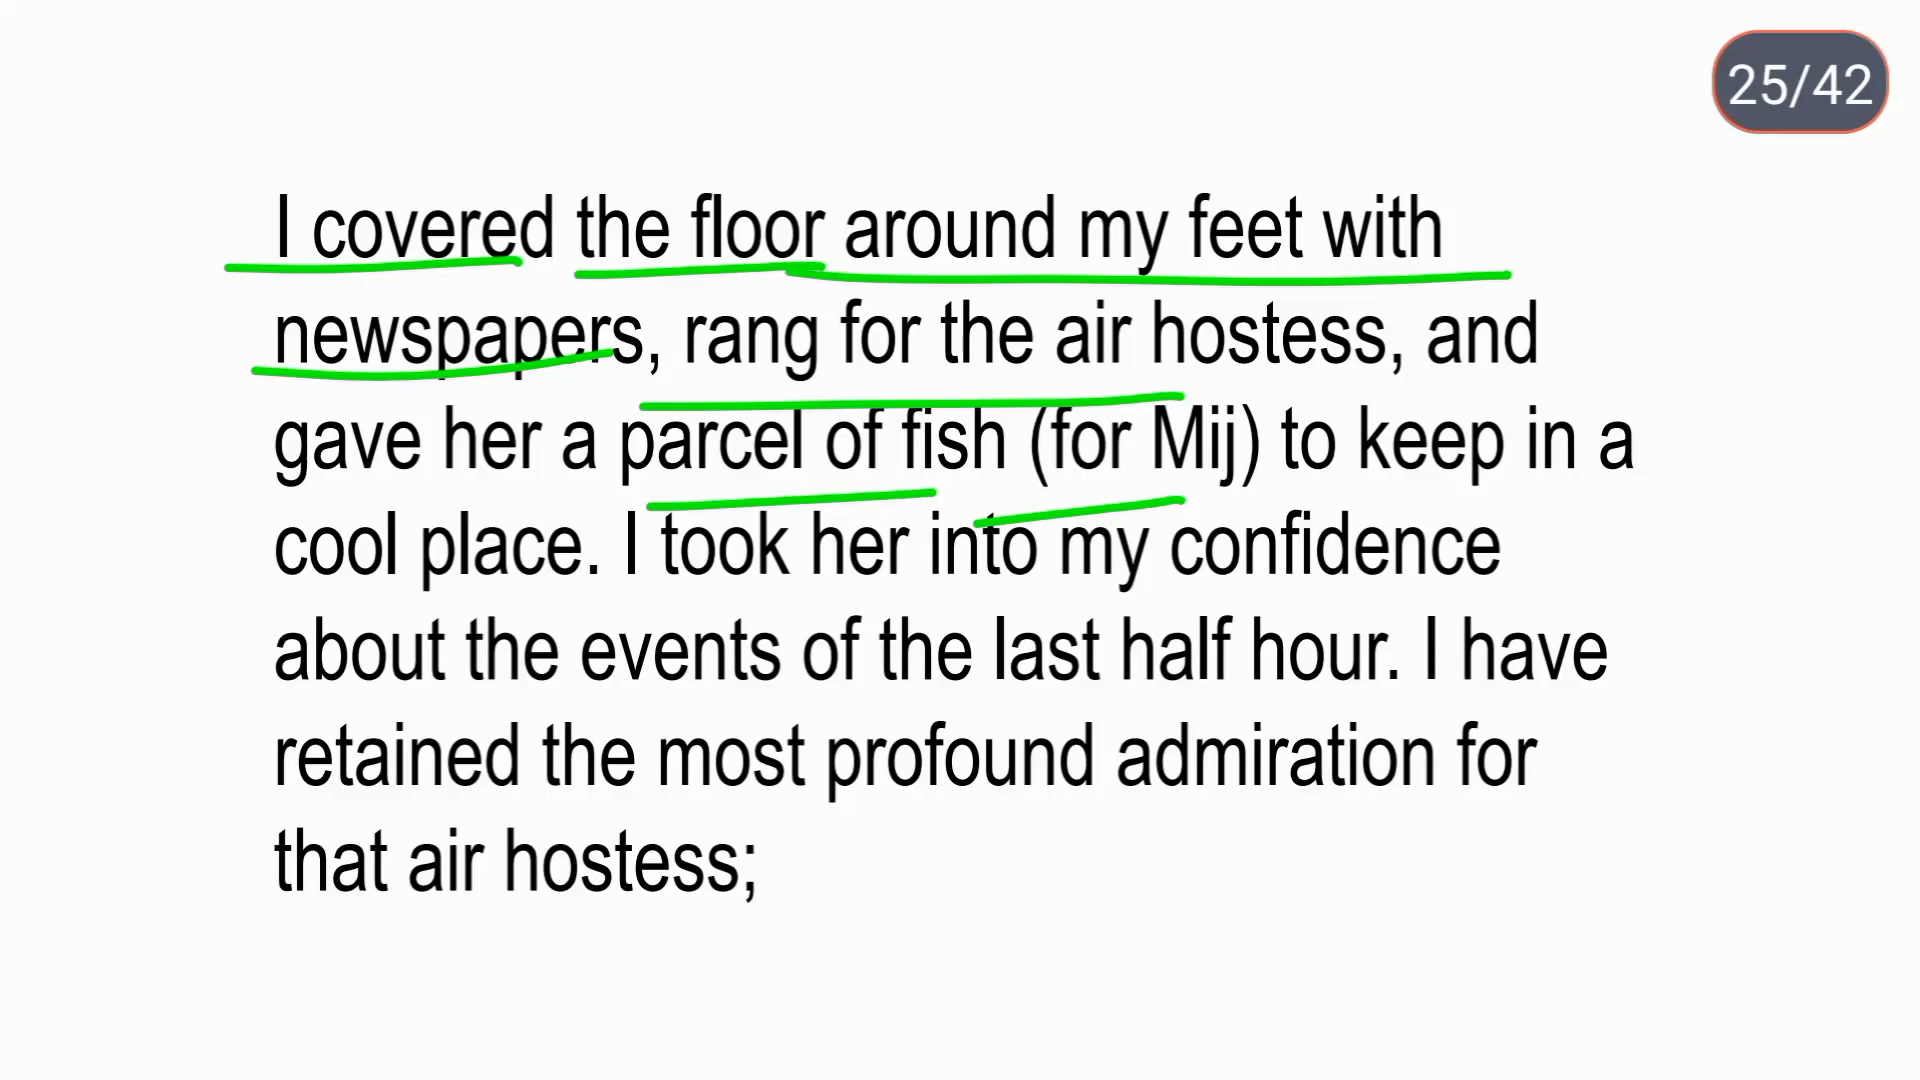 25/42
I covered the floor around my feet with
newspapers, rang for the air hostess, and
gave her a parcel of fish (for Mij) to keep in a
cool place. I took her into my confidence
about the events of the last half hour. I have
retained the most profound admiration for
that air hostess;